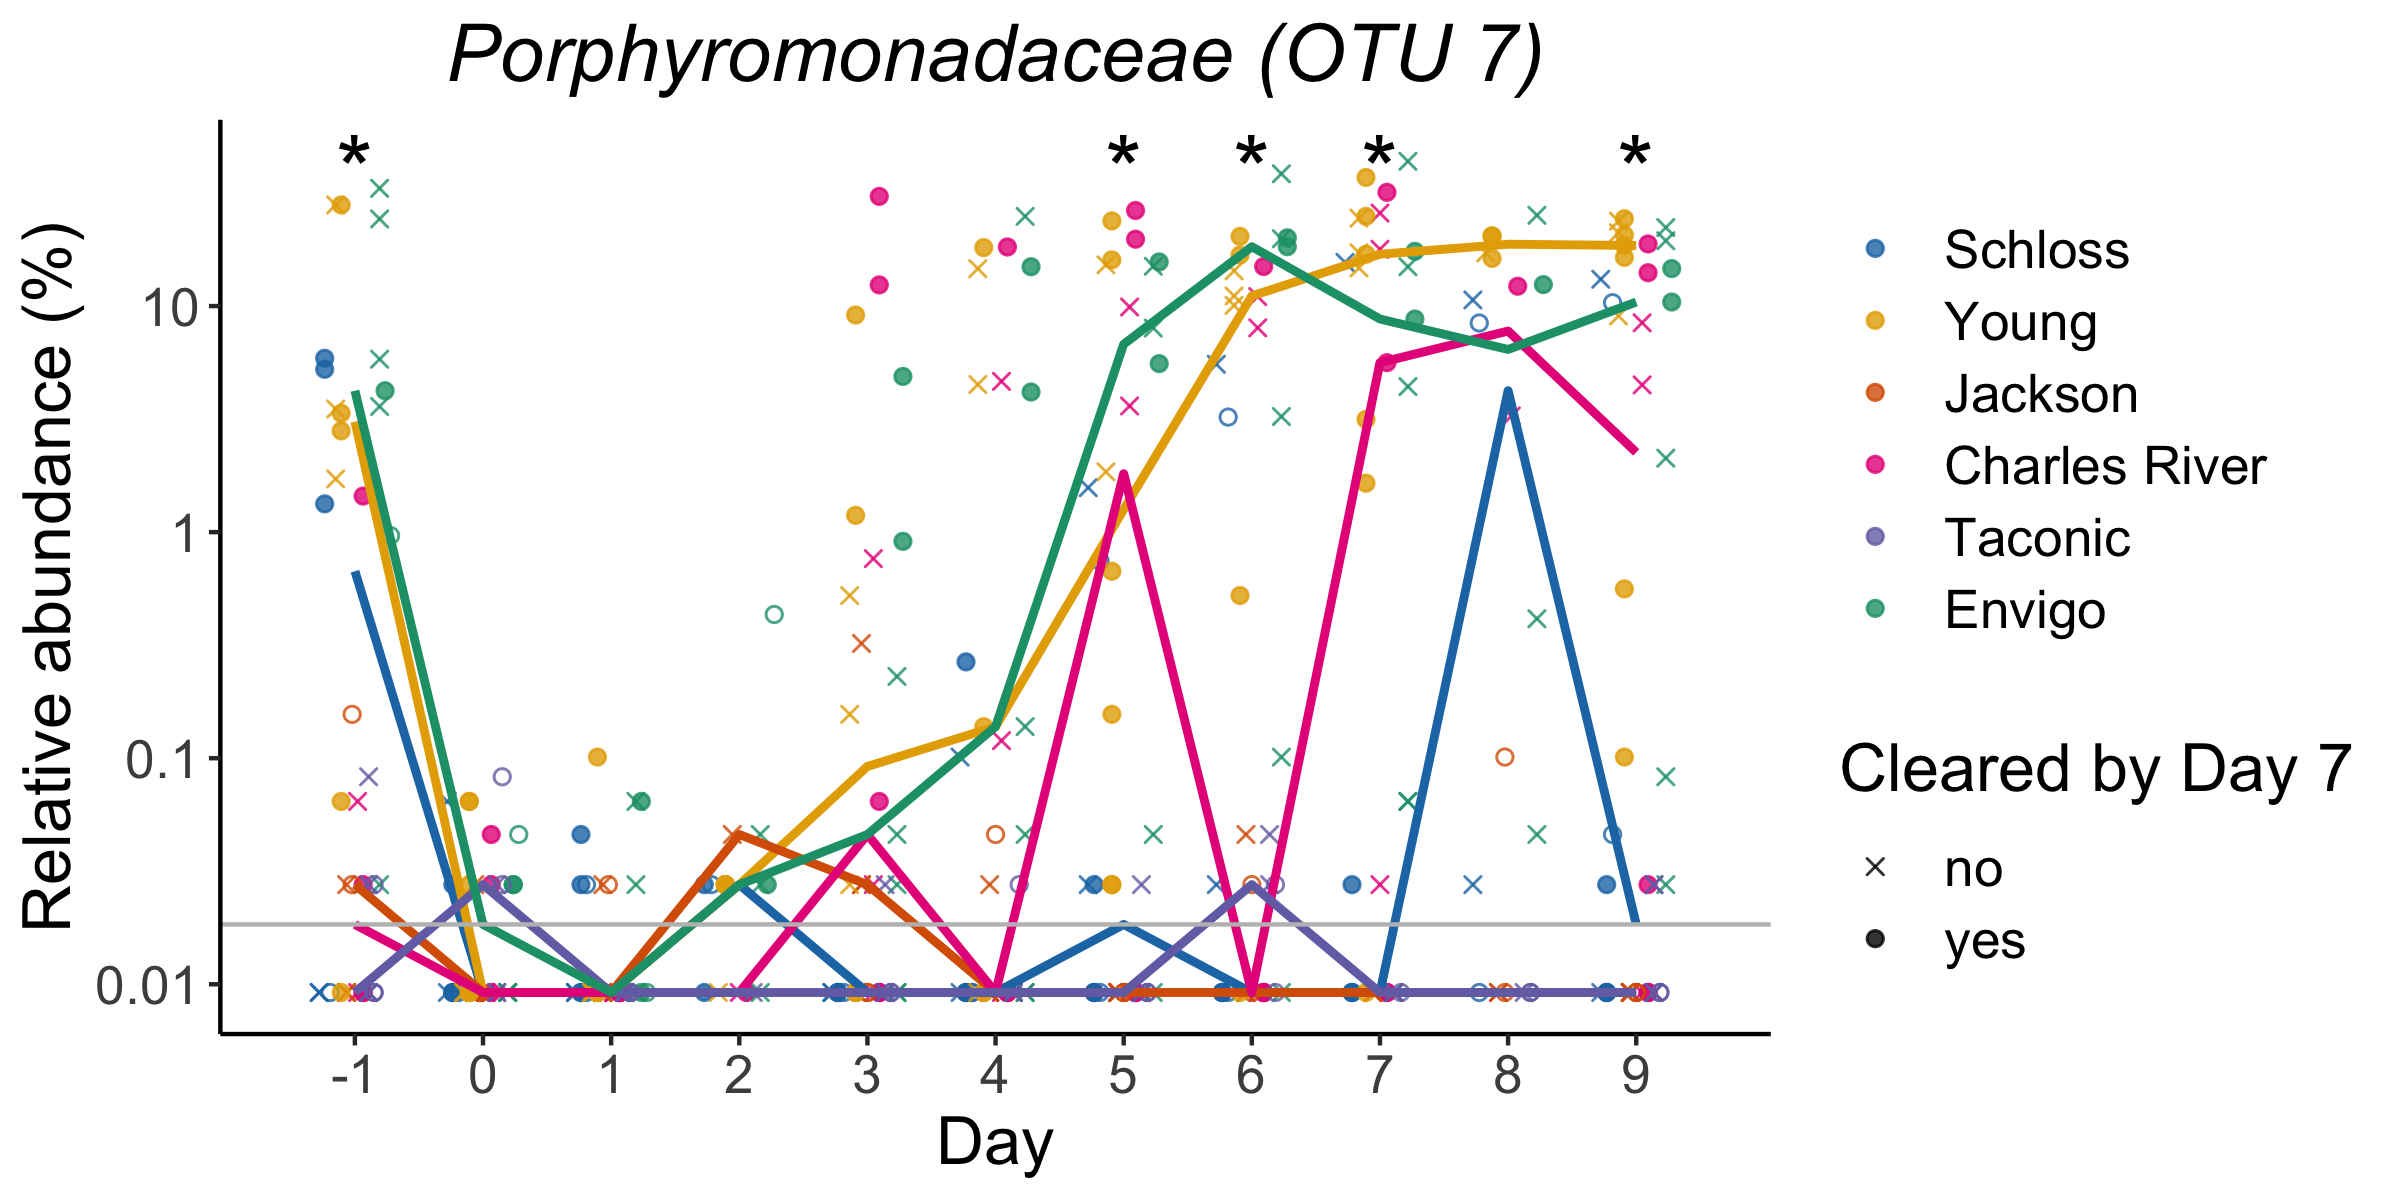 Porphyromonadaceae (OTU 7)
* * * * *
Relative abundance (%)
10
1
0.1
0.01
-1 0 1 2 3 4 5 6 7 8 9
Day
Schloss
Young
Jackson
Charles River
Taconic
Envigo
Cleared by Day 7
no
yes